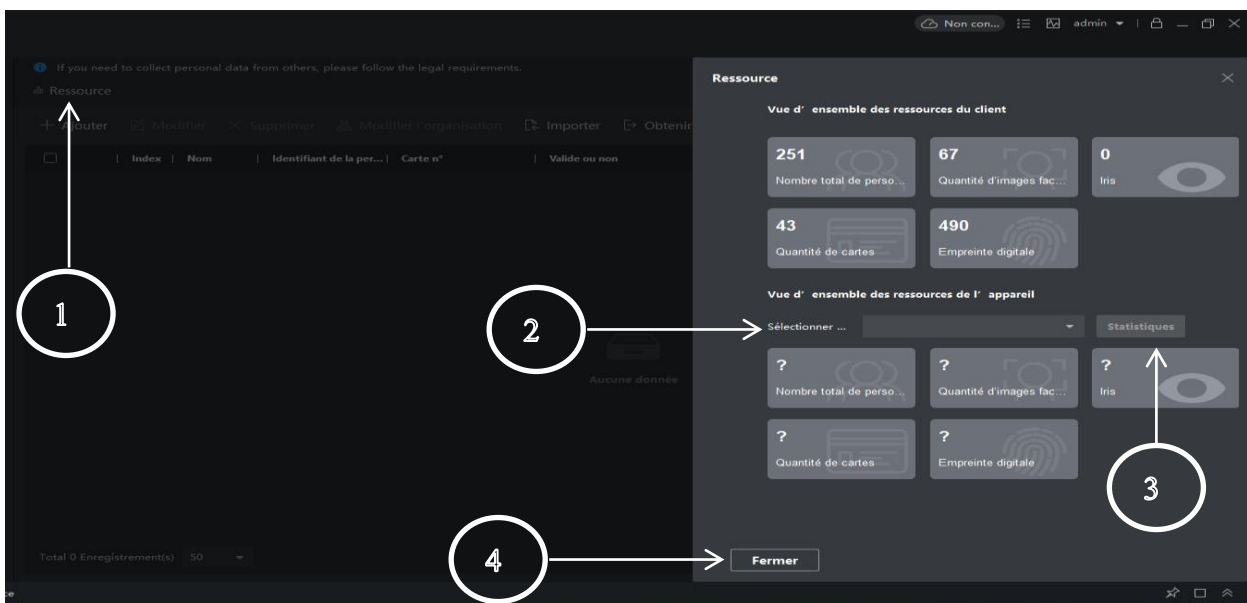 Non con...
admin
If you need to collect personal data from others, please follow the legal requirements.
Ressource
Ajouter Modifier Supprimer Modifier l'organisation Importer Obtenir
Index Nom Identifiant de la per... Carte n° Valide ou non
Aucune donnée
Total 0 Enregistrement(s) 50
ce
Ressource
Vue d' ensemble des ressources du client
251
Nombre total de perso...
67
Quantité d'images fac...
0
Iris
43
Quantité de cartes
490
Empreinte digitale
Vue d' ensemble des ressources de l' appareil
Sélectionner ... Statistiques
?
Nombre total de perso...
?
Quantité d'images fac...
?
Iris
?
Quantité de cartes
?
Empreinte digitale
Fermer
1
2
3
4